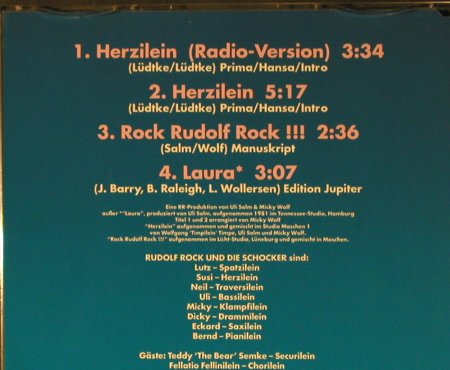 1. Herzilein (Radio-Version) 3:34
(Lüdtke/Lüdtke) Prima/Hansa/Intro
2. Herzilein 5:17
(Lüdtke/Lüdtke) Prima/Hansa/Intro
3. Rock Rudolf Rock !!! 2:36
(Salm/Wolf) Manuskript
4. Laura* 3:07
(J. Barry, B. Raleigh, L. Wollersen) Edition Jupiter
Eine RR-Produktion von Uli Salm & Micky Wolf
außer *"Laura", produziert von Uli Salm, aufgenommen 1981 im Tennessee-Studio, Hamburg
Titel 1 und 2 arrangiert von Micky Wolf
"Herzilein" aufgenommen und gemischt im Studio Maschen 1
von Wolfgang 'Timpilein' Timpe, Uli Salm und Micky Wolf.
"Rock Rudolf Rock !!!" aufgenommen im Licht-Studio, Lüneburg und gemischt in Maschen.
RUDOLF ROCK UND DIE SCHOCKER sind:
Lutz – Spatzilein
Susi – Herzilein
Neil – Traversilein
Uli – Bassilein
Micky – Klampfilein
Dicky – Drammilein
Eckard – Saxilein
Bernd – Pianilein
Gäste: Teddy 'The Bear' Semke – Securilein
Fellatio Fellinilein – Chorilein